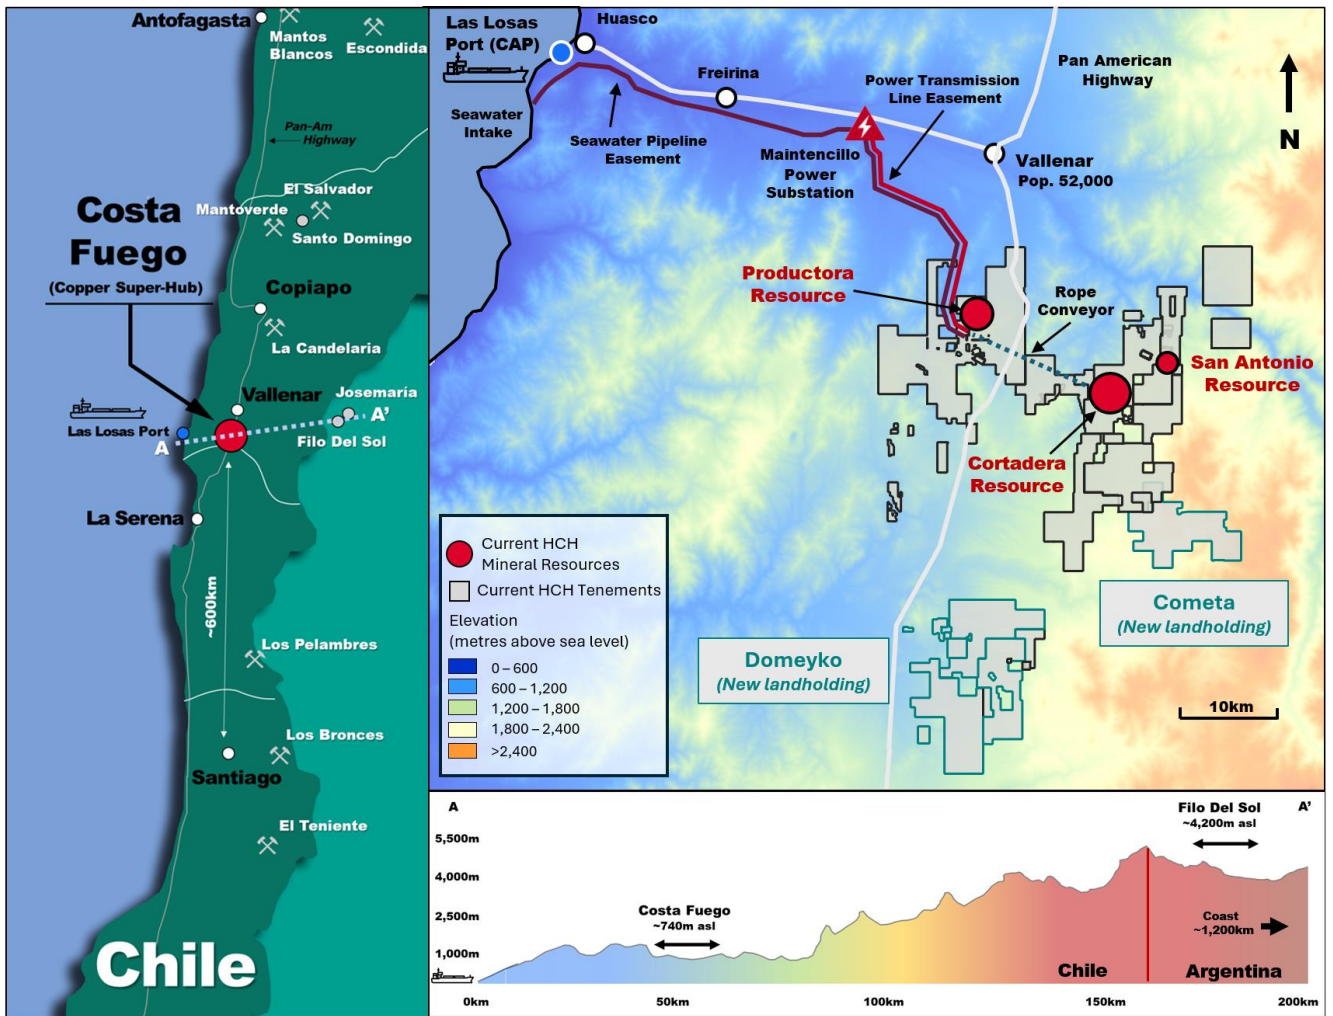 Antofagasta
Mantos
Blancos
Escondida
Pan-Am
Highway
El Salvador
Mantoverde
Santo Domingo
Costa
Fuego
(Copper Super-Hub)
Copiapo
La Candelaria
Vallenar
Josemaría
A'
Las Losas Port
A
Filo Del Sol
La Serena
~600km
Los Pelambres
Los Bronces
Santiago
El Teniente
Chile
Las Losas
Port (CAP)
Huasco
Freirina
Seawater
Intake
Seawater Pipeline
Easement
Power Transmission
Line Easement
Pan American
Highway
N
Maintencillo
Power
Substation
Vallenar
Pop. 52,000
Productora
Resource
Rope
Conveyor
San Antonio
Resource
Cortadera
Resource
Current HCH
Mineral Resources
Current HCH Tenements
Elevation
(metres above sea level)
0 – 600
600 – 1,200
1,200 – 1,800
1,800 – 2,400
>2,400
Domeyko
(New landholding)
Cometa
(New landholding)
10km
A
A'
Filo Del Sol
~4,200m asl
5,500m
4,000m
2,500m
1,000m
Costa Fuego
~740m asl
Coast
~1,200km
Chile
Argentina
0km
50km
100km
150km
200km